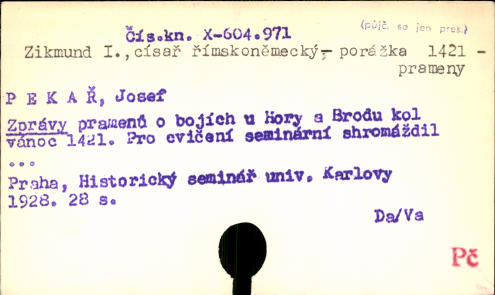 Čís.kn. X-604.971
(půjč. se jen pres.)
Zikmund I., císař římskoněmecký,- porážka 1421 -
prameny
P E K A Ř, Josef
Zprávy pramenů o bojích u Hory a Brodu kol
vánoc 1421. Pro cvičení seminární shromáždil
...
Praha, Historický seminář univ. Karlovy
1928. 28 s.
Da/Va
Pč